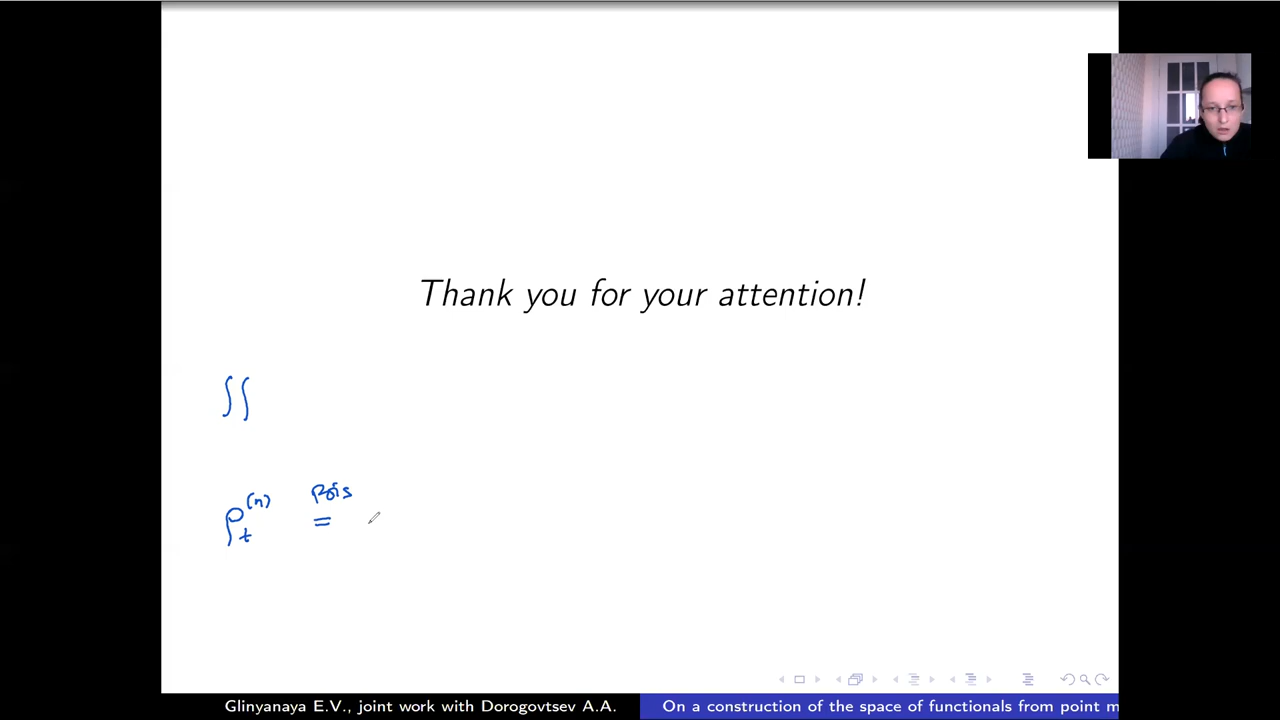 Thank you for your attention!
∫∫
ρ_t^{(n)} Pois =
Glinyanaya E.V., joint work with Dorogovtsev A.A. On a construction of the space of functionals from point m